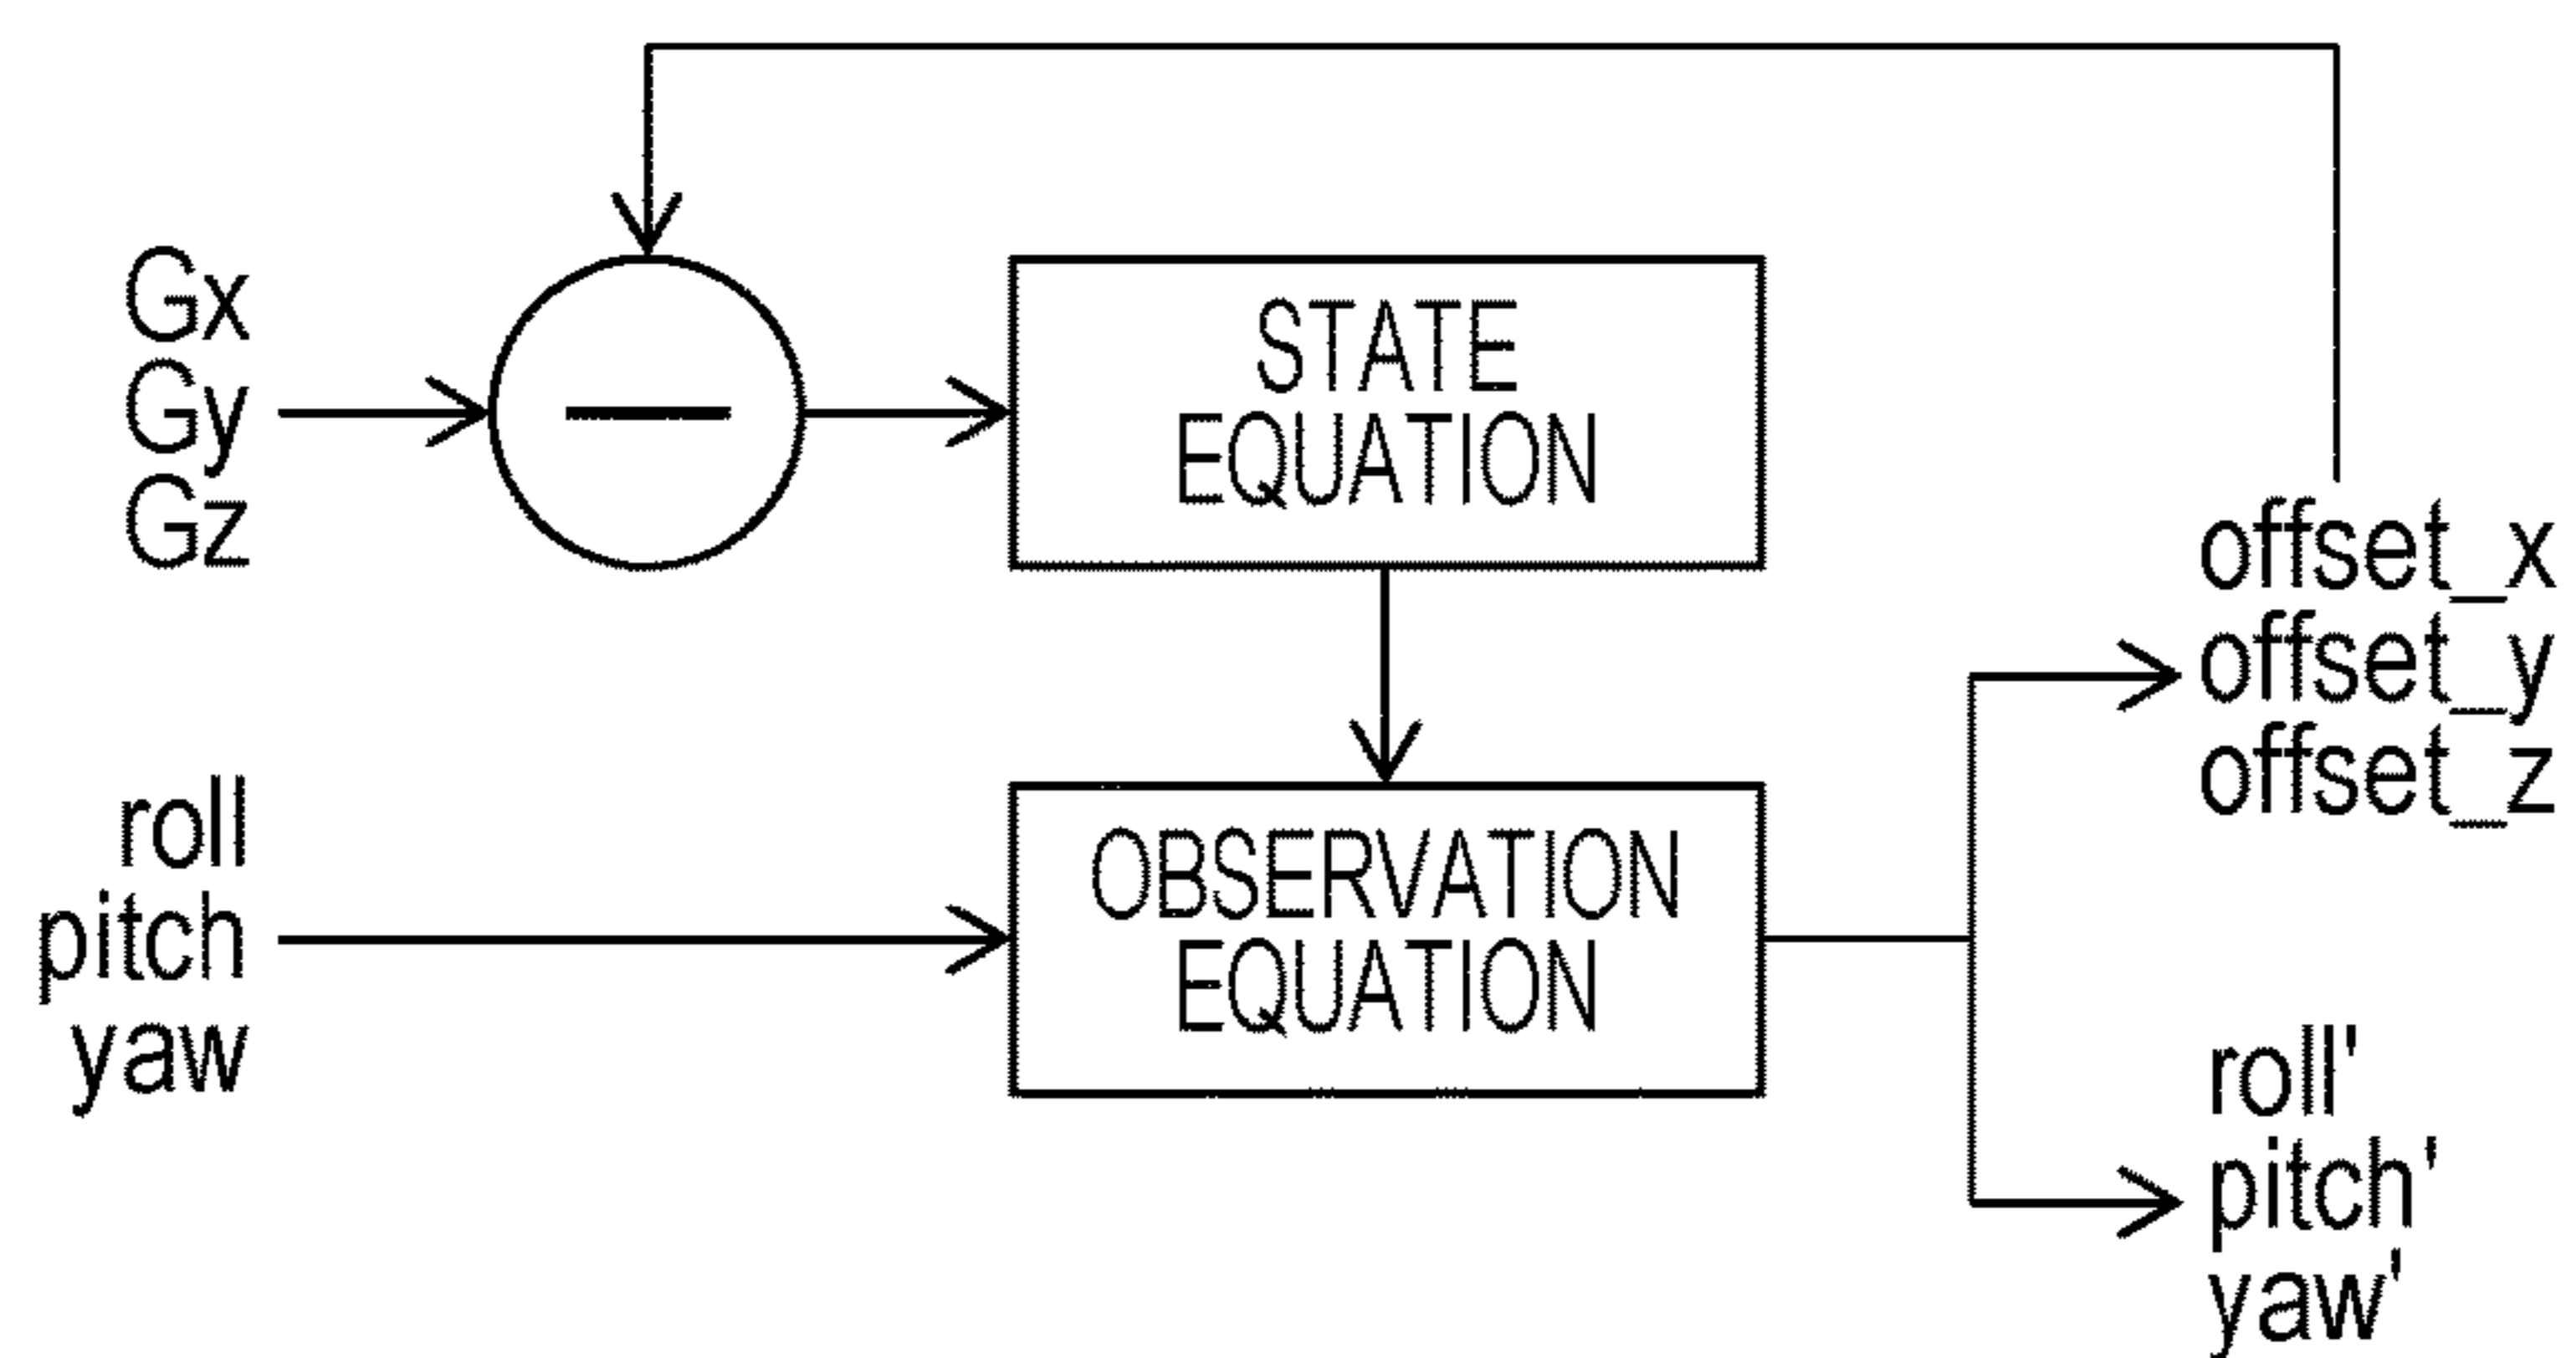 Gx
Gy
Gz
—
STATE
EQUATION
offset_x
offset_y
offset_z
roll
pitch
yaw
OBSERVATION
EQUATION
roll'
pitch'
yaw'